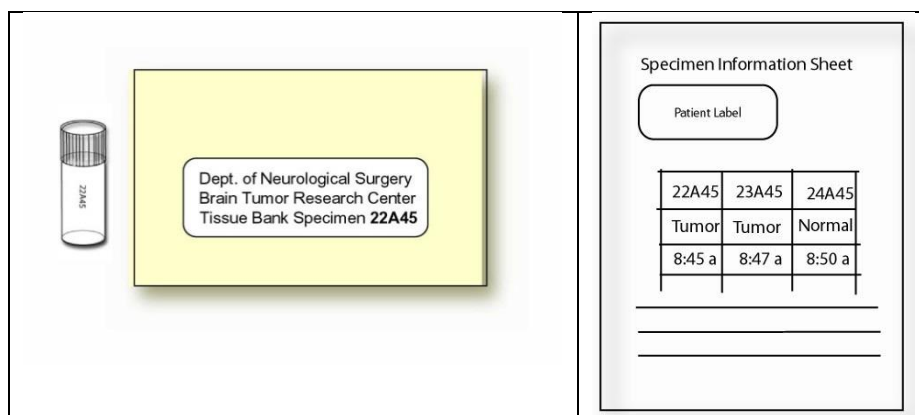 22A45
Dept. of Neurological Surgery
Brain Tumor Research Center
Tissue Bank Specimen 22A45
Specimen Information Sheet
Patient Label
22A45 23A45 24A45
Tumor Tumor Normal
8:45 a 8:47 a 8:50 a